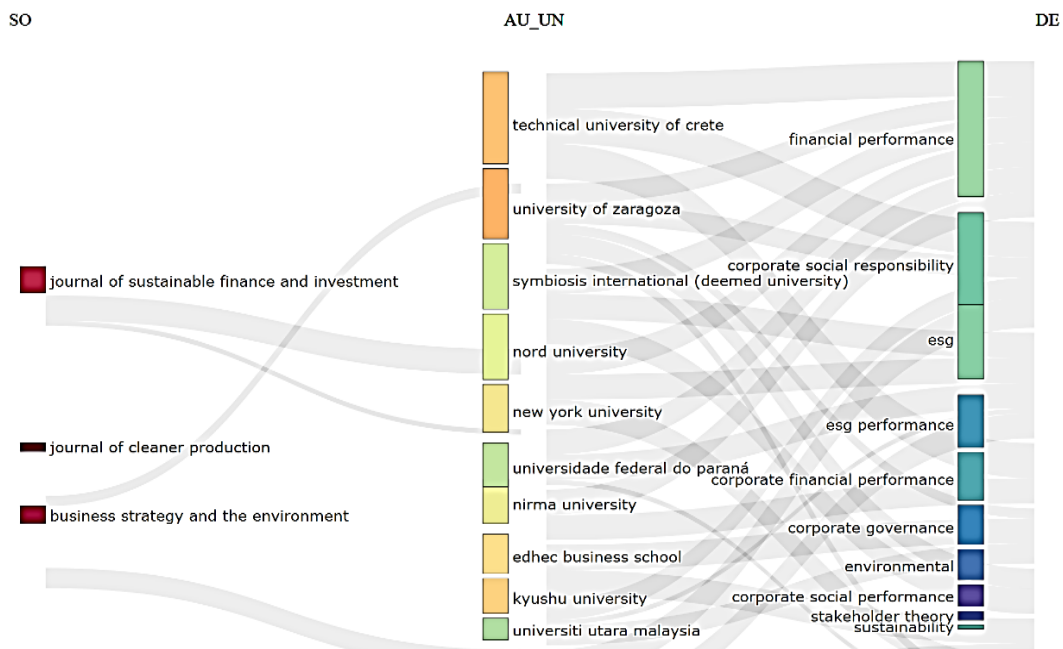 SO
AU_UN
DE
journal of sustainable finance and investment
journal of cleaner production
business strategy and the environment
technical university of crete
university of zaragoza
symbiosis international (deemed university)
nord university
new york university
universidade federal do paraná
nirma university
edhec business school
kyushu university
universiti utara malaysia
financial performance
corporate social responsibility
esg
esg performance
corporate financial performance
corporate governance
environmental
corporate social performance
stakeholder theory
sustainability